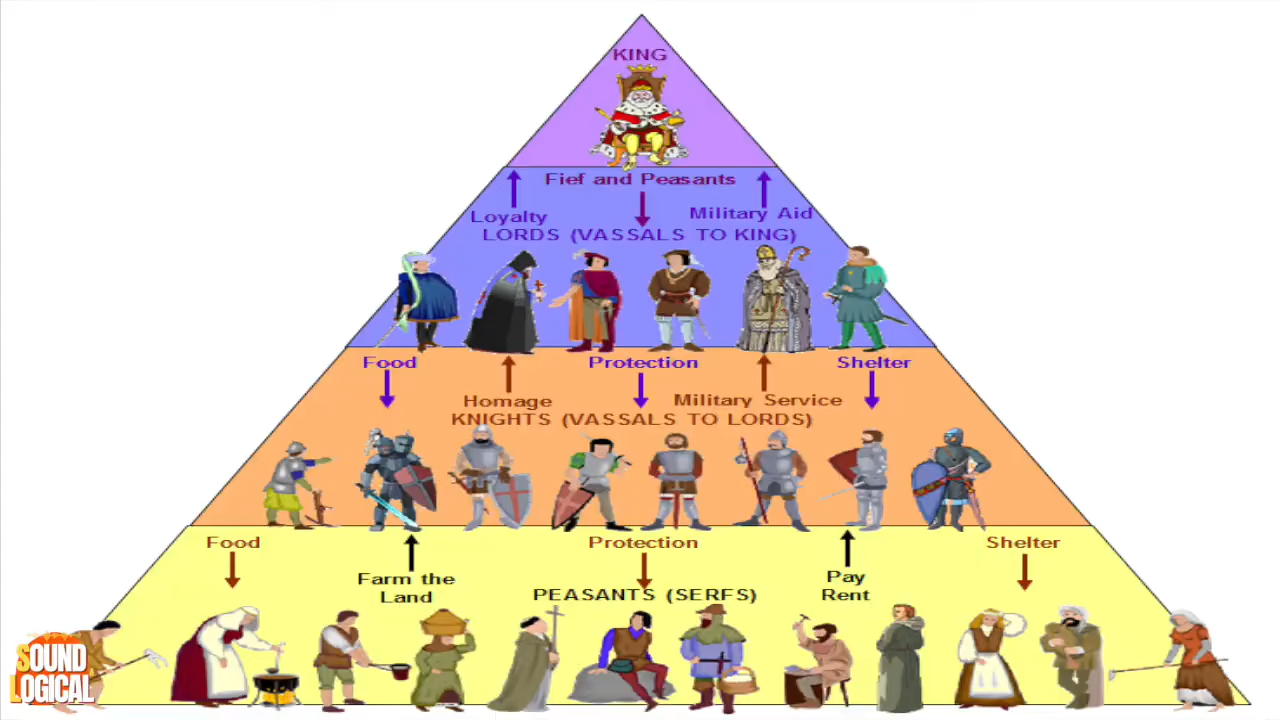 KING
Fief and Peasants
Loyalty
Military Aid
LORDS (VASSALS TO KING)
Food
Protection
Shelter
Homage
Military Service
KNIGHTS (VASSALS TO LORDS)
Food
Protection
Shelter
Farm the
Land
Pay
Rent
PEASANTS (SERFS)
SOUND
LOGICAL